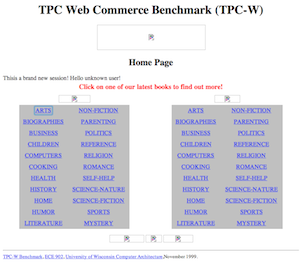 TPC Web Commerce Benchmark (TPC-W)
Home Page
This is a brand new session! Hello unknown user!
Click on one of our latest books to find out more!
ARTS NON-FICTION ARTS NON-FICTION
BIOGRAPHIES PARENTING BIOGRAPHIES PARENTING
BUSINESS POLITICS BUSINESS POLITICS
CHILDREN REFERENCE CHILDREN REFERENCE
COMPUTERS RELIGION COMPUTERS RELIGION
COOKING ROMANCE COOKING ROMANCE
HEALTH SELF-HELP HEALTH SELF-HELP
HISTORY SCIENCE-NATURE HISTORY SCIENCE-NATURE
HOME SCIENCE-FICTION HOME SCIENCE-FICTION
HUMOR SPORTS HUMOR SPORTS
LITERATURE MYSTERY LITERATURE MYSTERY
TPC-W Benchmark, ECE 902, University of Wisconsin Computer Architecture, November 1999.